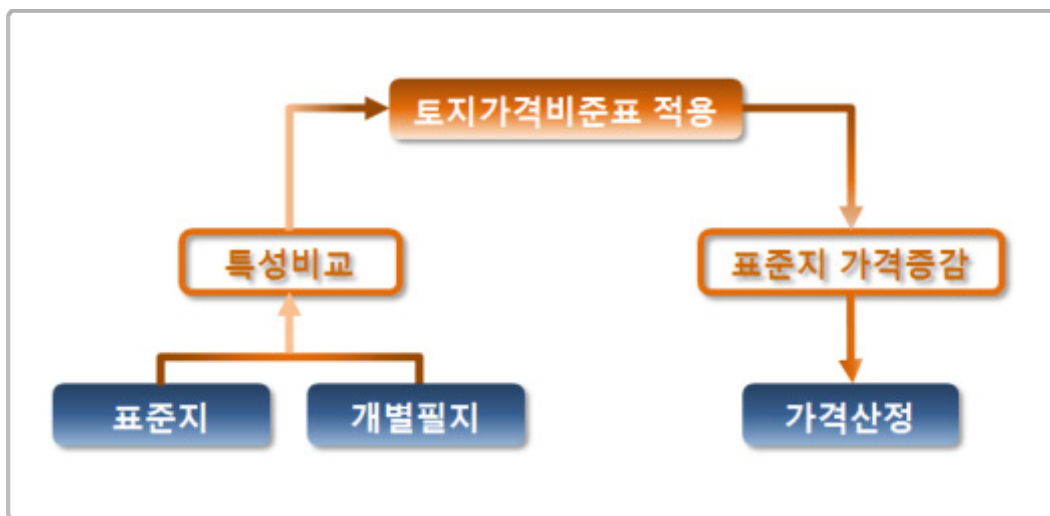 토지가격비준표 적용
특성비교
표준지 가격증감
표준지
개별필지
가격산정